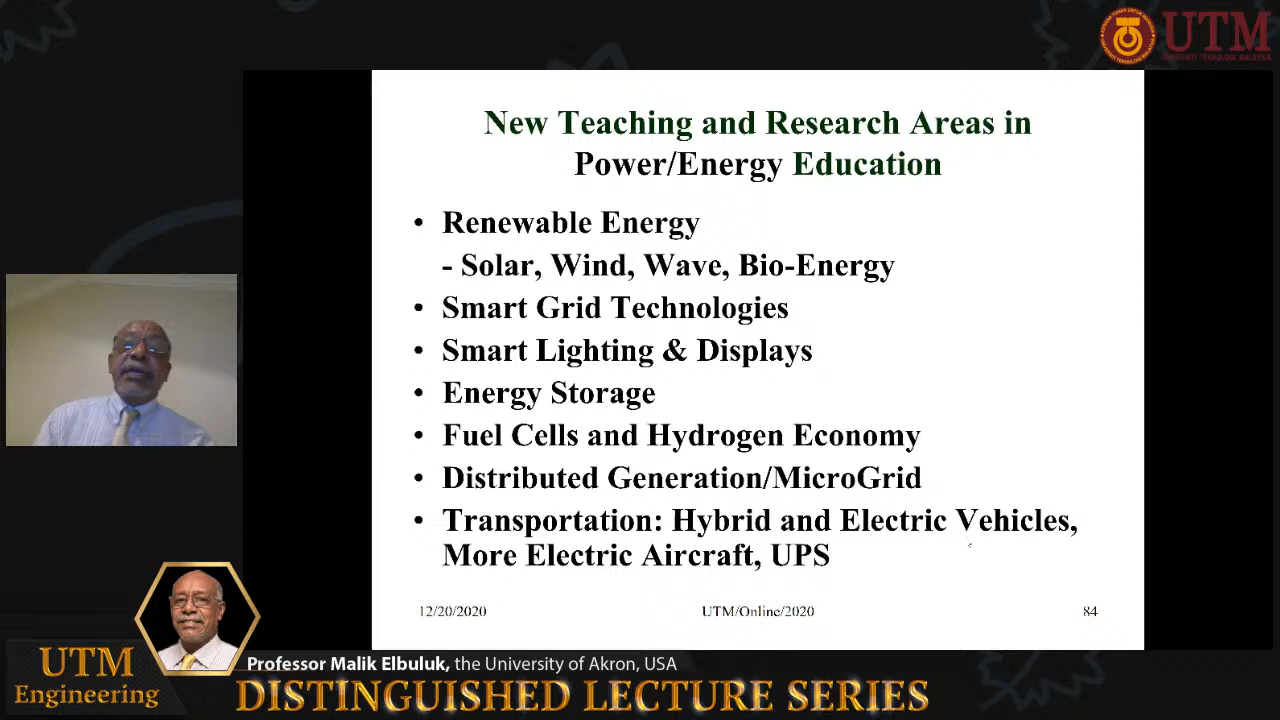 UTM
UNIVERSITI TEKNOLOGI MALAYSIA
New Teaching and Research Areas in
Power/Energy Education
• Renewable Energy
- Solar, Wind, Wave, Bio-Energy
• Smart Grid Technologies
• Smart Lighting & Displays
• Energy Storage
• Fuel Cells and Hydrogen Economy
• Distributed Generation/MicroGrid
• Transportation: Hybrid and Electric Vehicles,
More Electric Aircraft, UPS
12/20/2020
UTM/Online/2020
84
UTM
Engineering
Professor Malik Elbuluk, the University of Akron, USA
DISTINGUISHED LECTURE SERIES